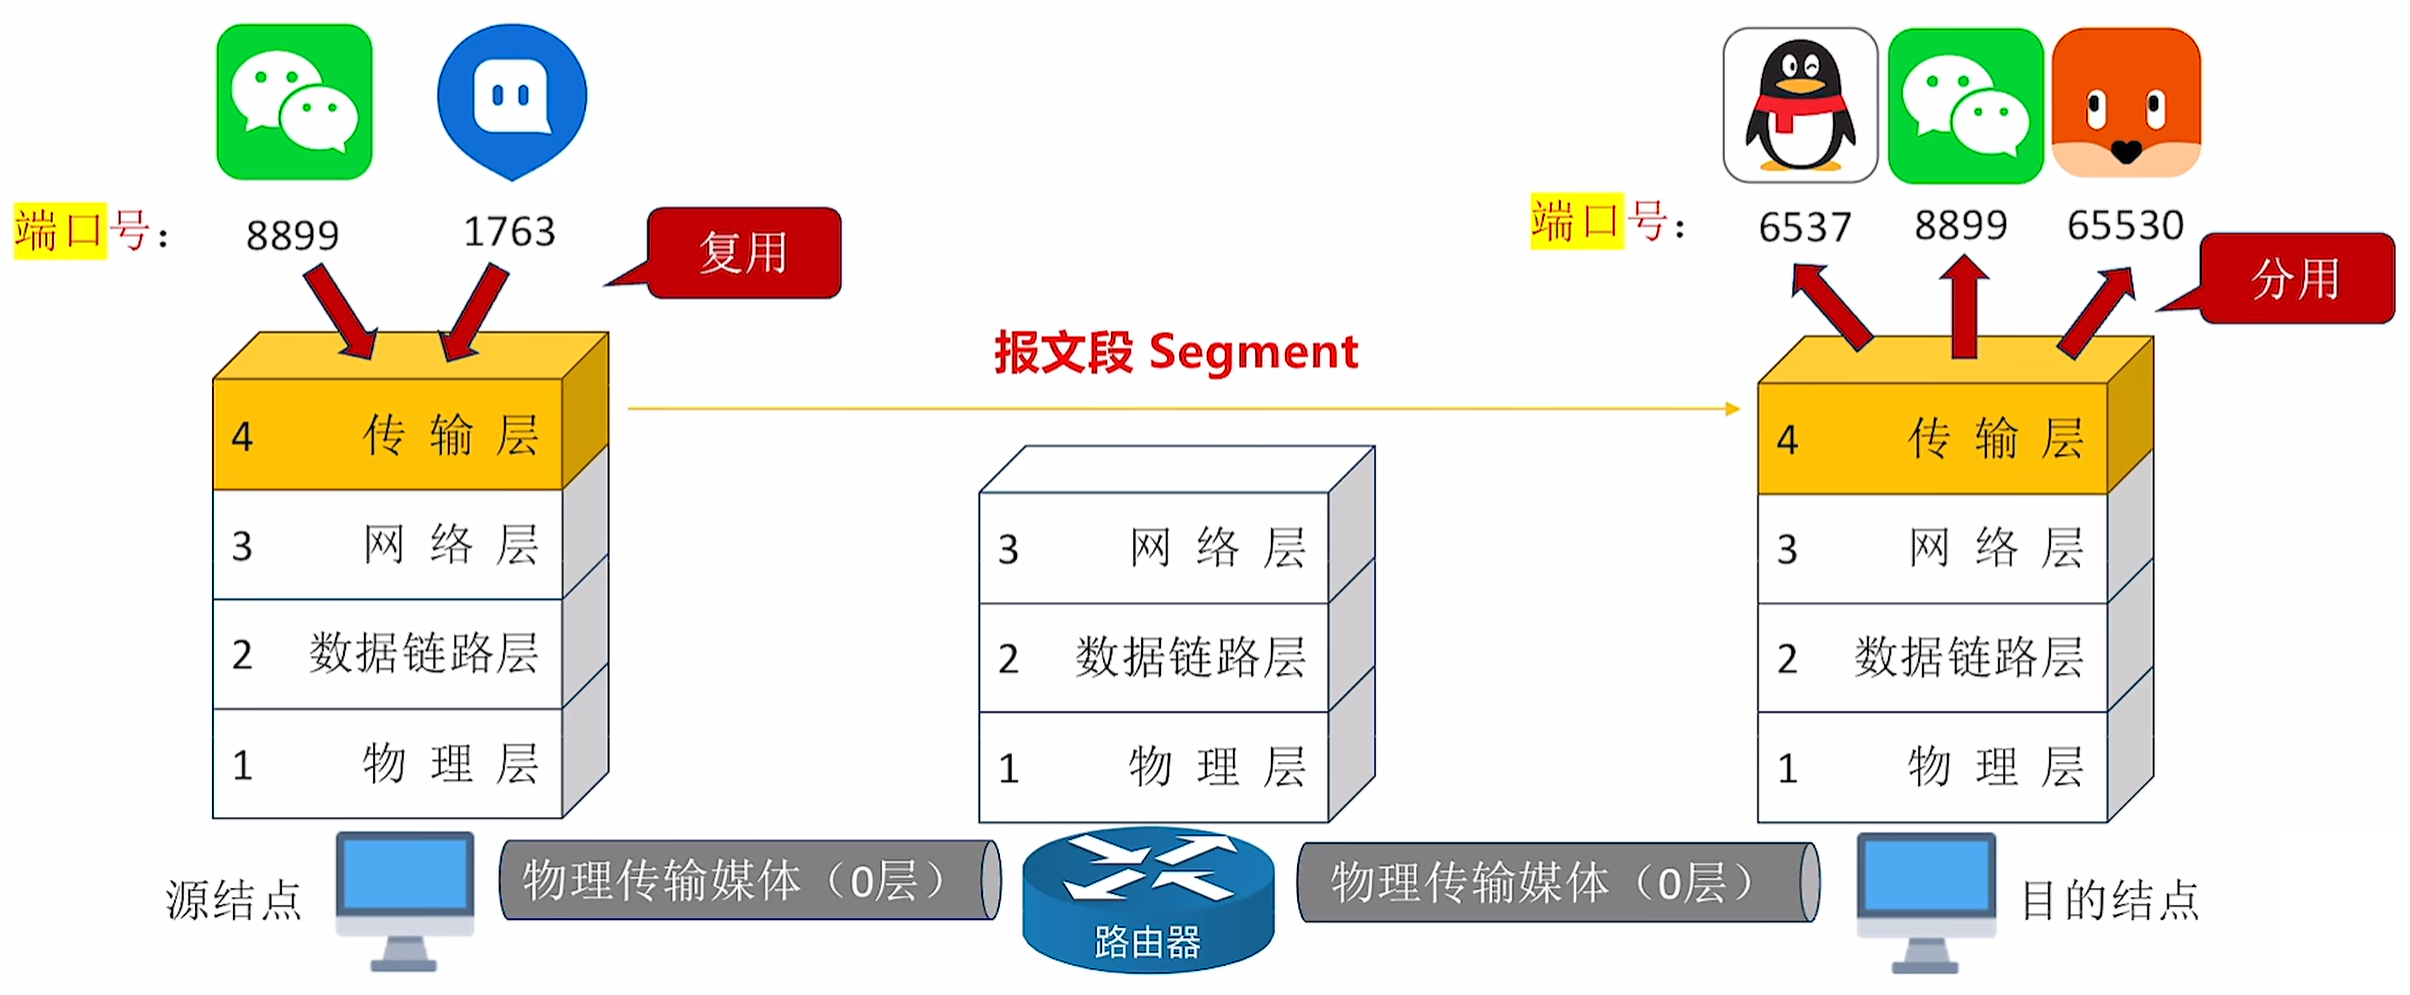 端口号：
8899
1763
复用
端口号：
6537
8899
65530
分用
报文段 Segment
4 传输层
3 网络层
2 数据链路层
1 物理层
3 网络层
2 数据链路层
1 物理层
4 传输层
3 网络层
2 数据链路层
1 物理层
源结点
物理传输媒体（0层）
路由器
物理传输媒体（0层）
目的结点